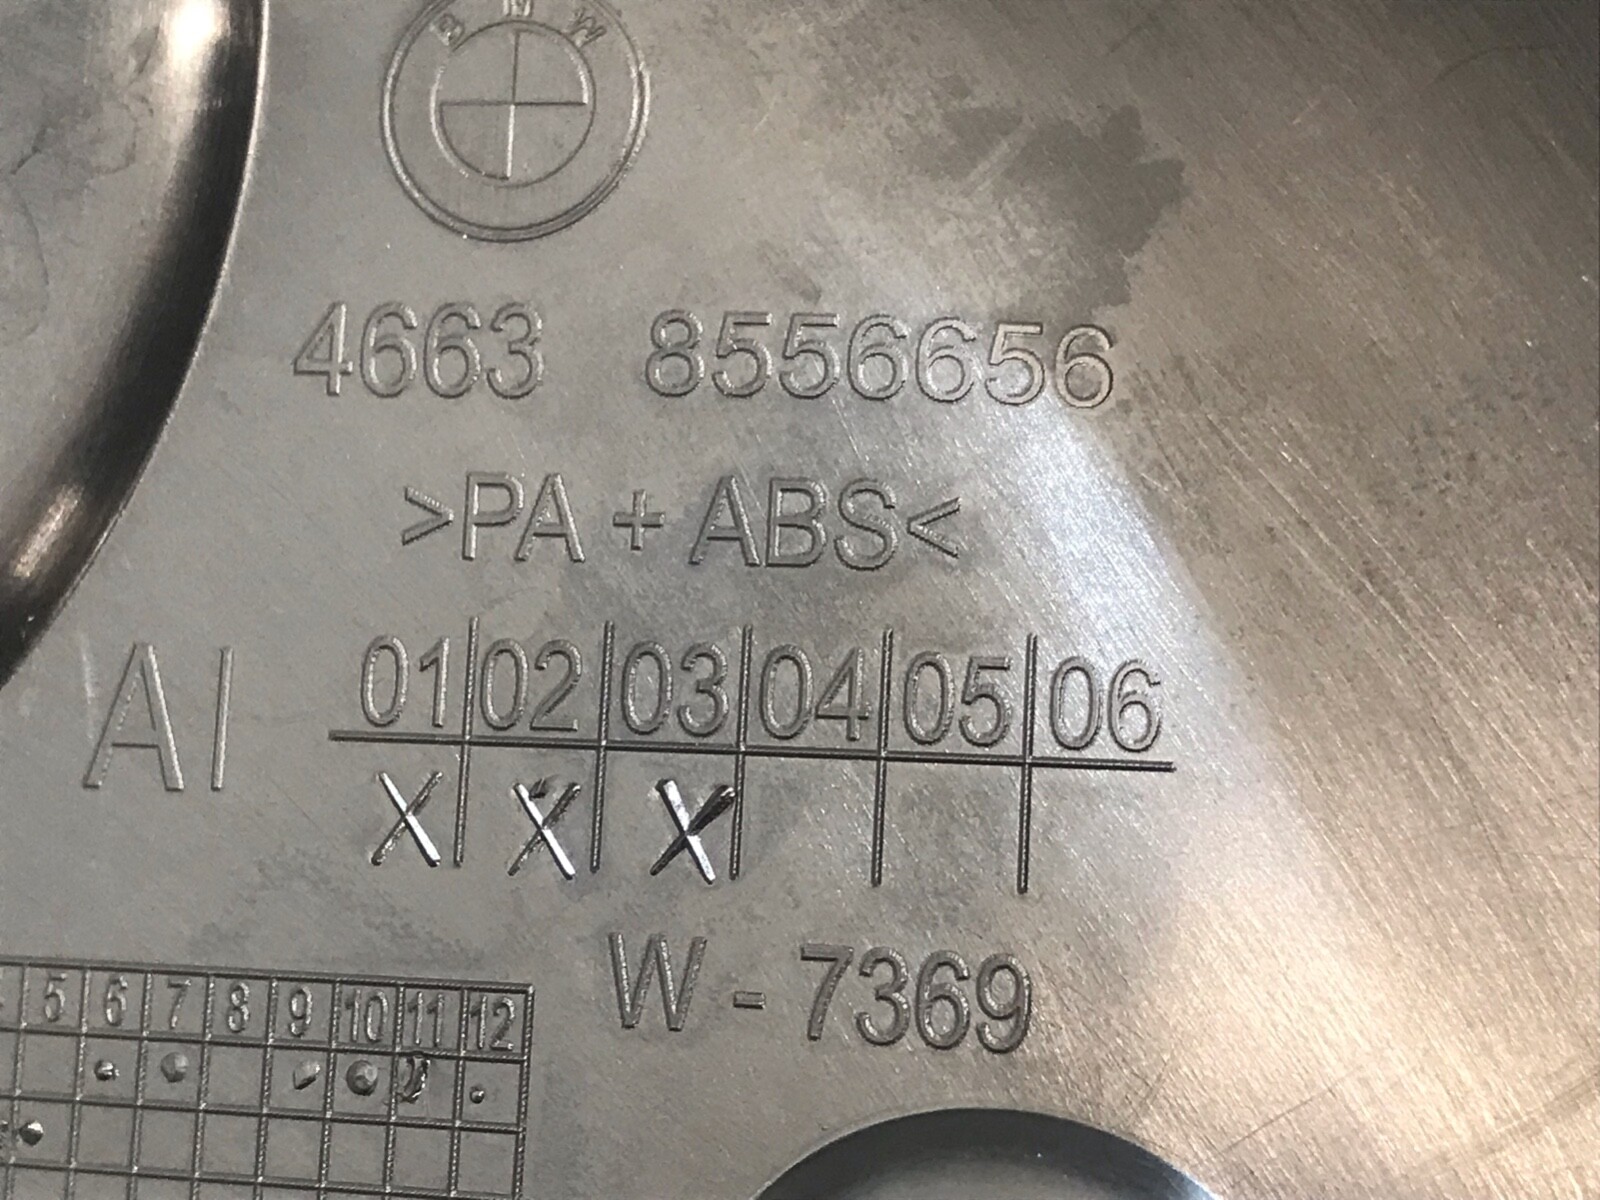 BMW
4663 8556656
>PA + ABS<
AI 01 02 03 04 05 06
X X X
W - 7369
5 6 7 8 9 10 11 12